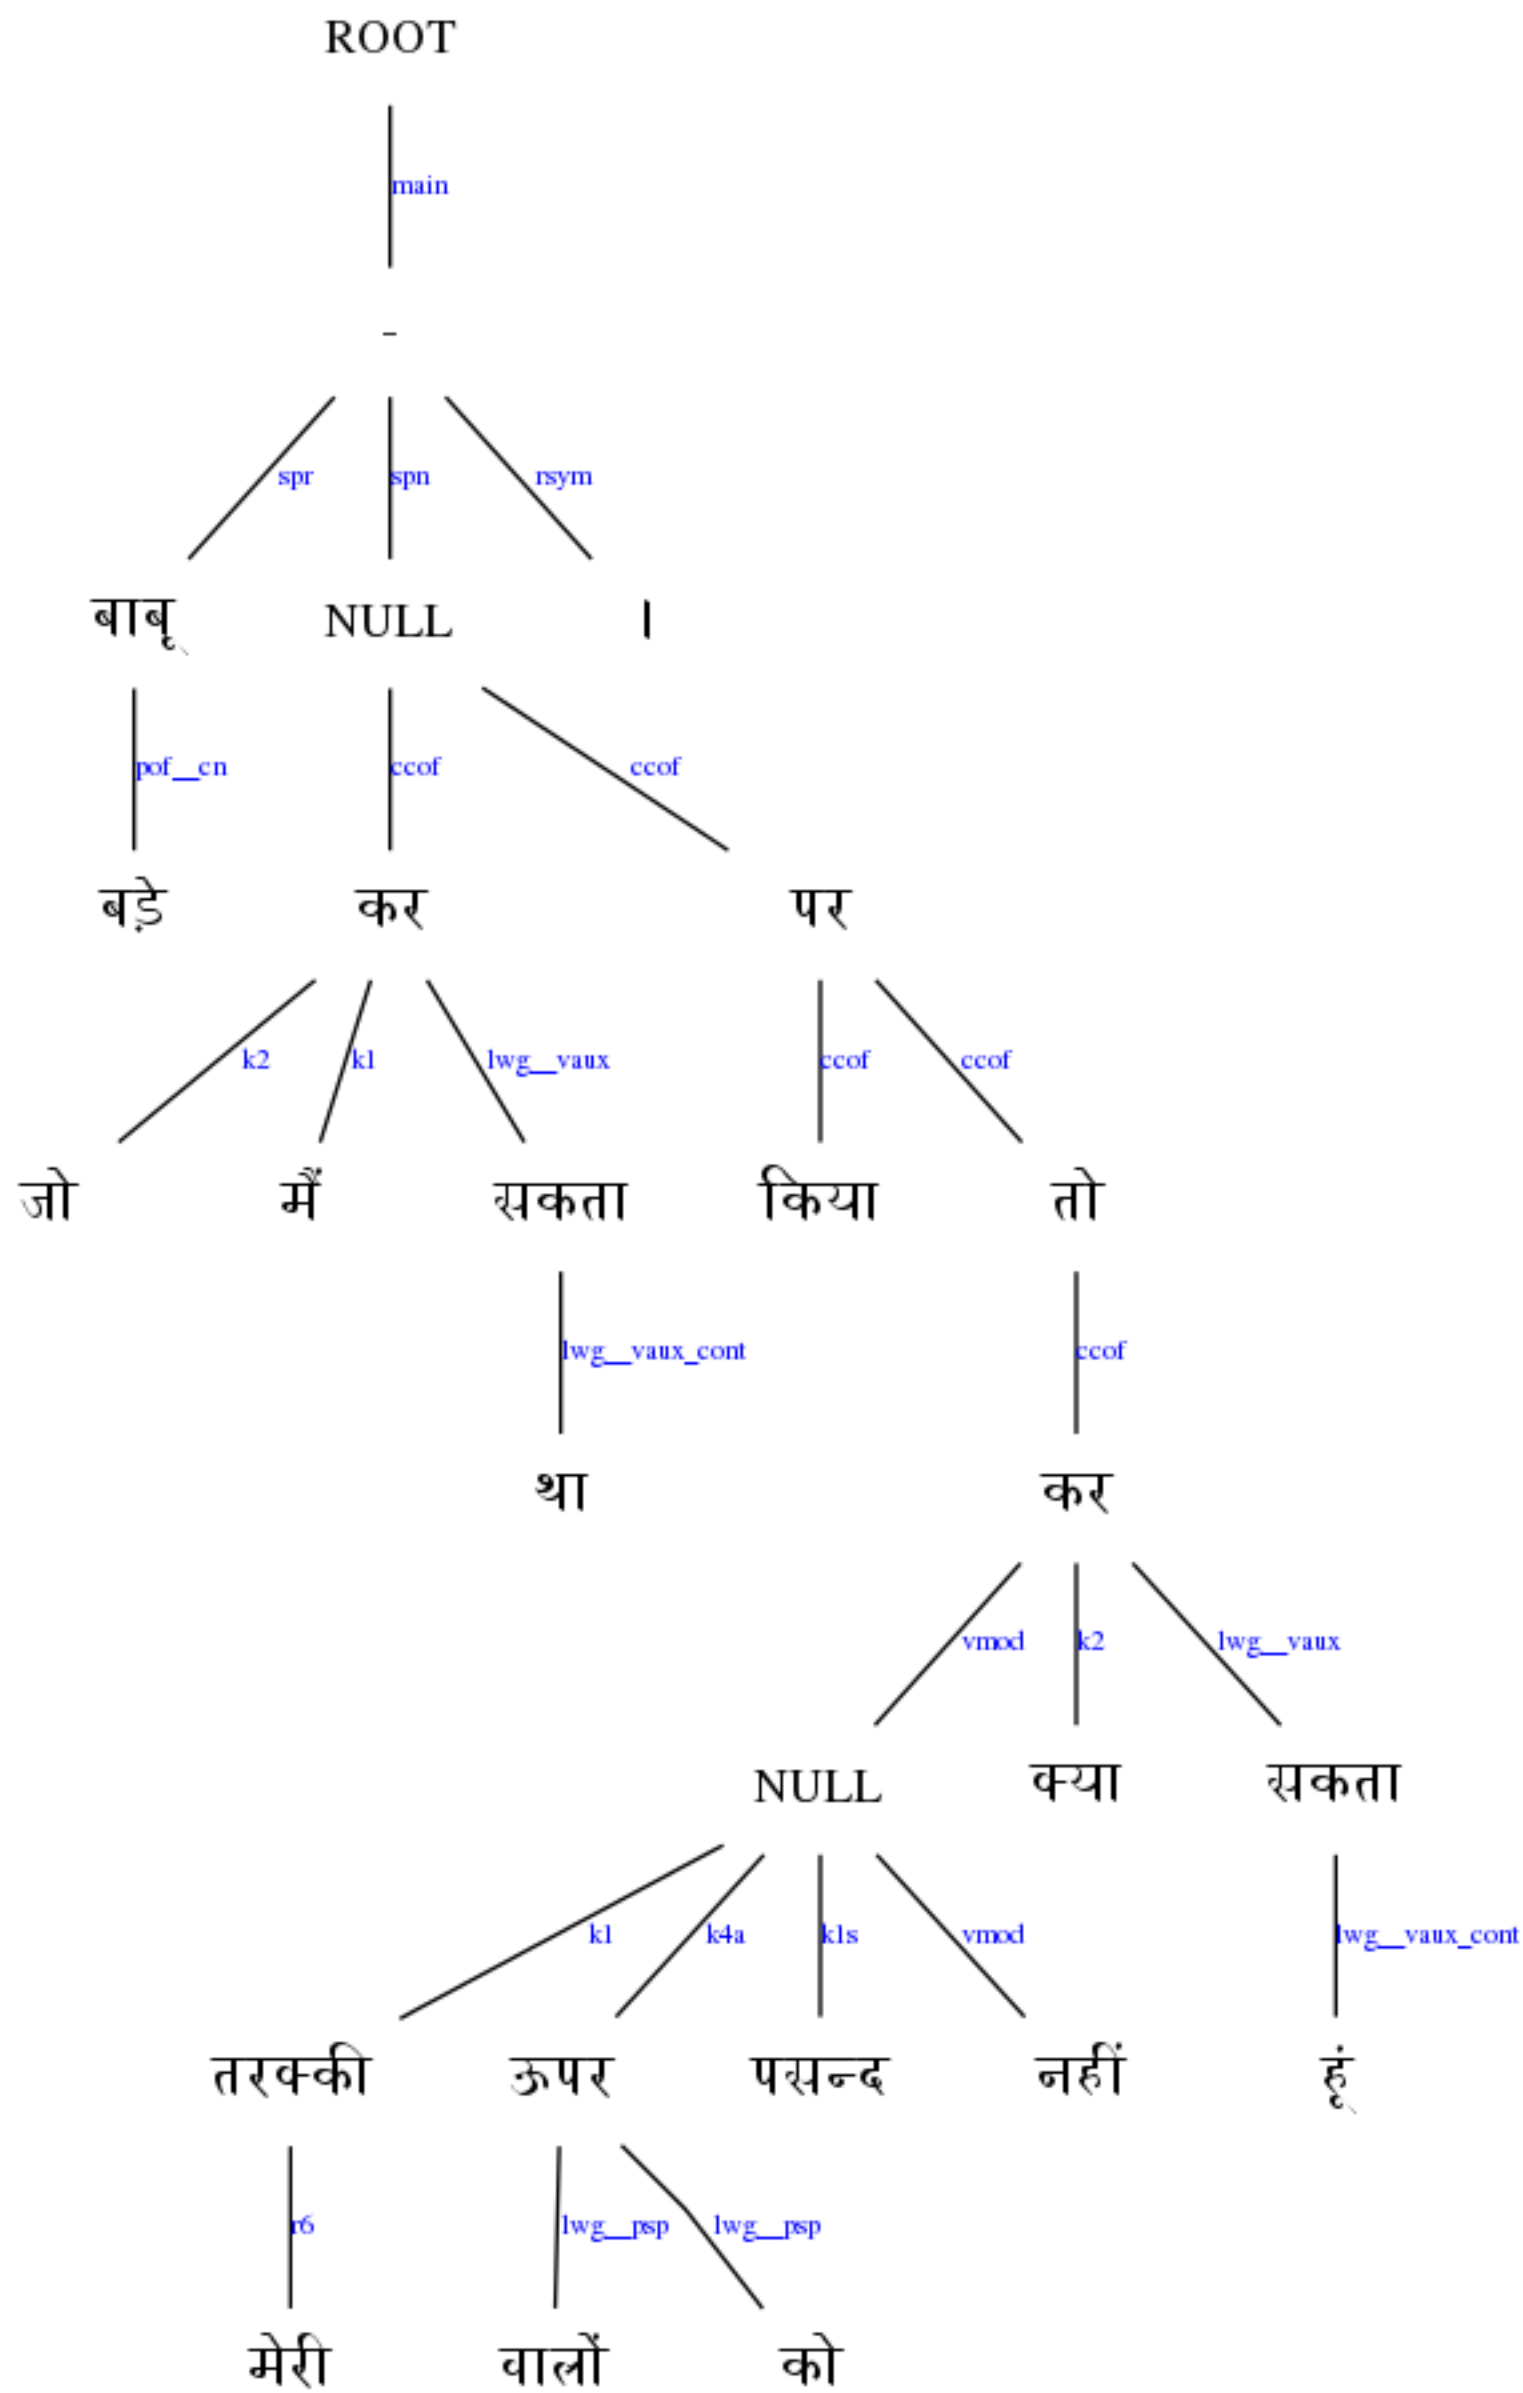 ROOT
main
-
spr spn rsym
बाबू NULL ।
pof__cn ccof ccof
बड़े कर पर
k2 k1 lwg__vaux ccof ccof
जो मैं सकता किया तो
lwg__vaux_cont ccof
था कर
vmod k2 lwg__vaux
NULL क्या सकता
k1 k4a k1s vmod lwg__vaux_cont
तरक्की ऊपर पसन्द नहीं हूं
r6 lwg__psp lwg__psp
मेरी वालों को